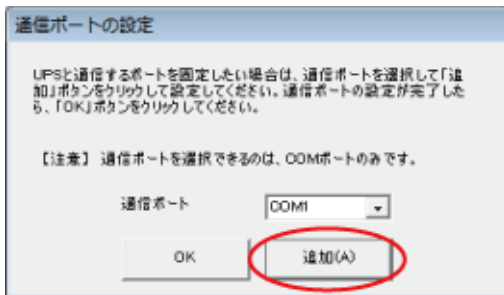 通信ポートの設定
UPSと通信するポートを固定したい場合は、通信ポートを選択して「追
加」ボタンをクリックして設定してください。通信ポートの設定が完了した
ら、「OK」ボタンをクリックしてください。
【注意】 通信ポートを選択できるのは、COMポートのみです。
通信ポート COM1
OK 追加(A)